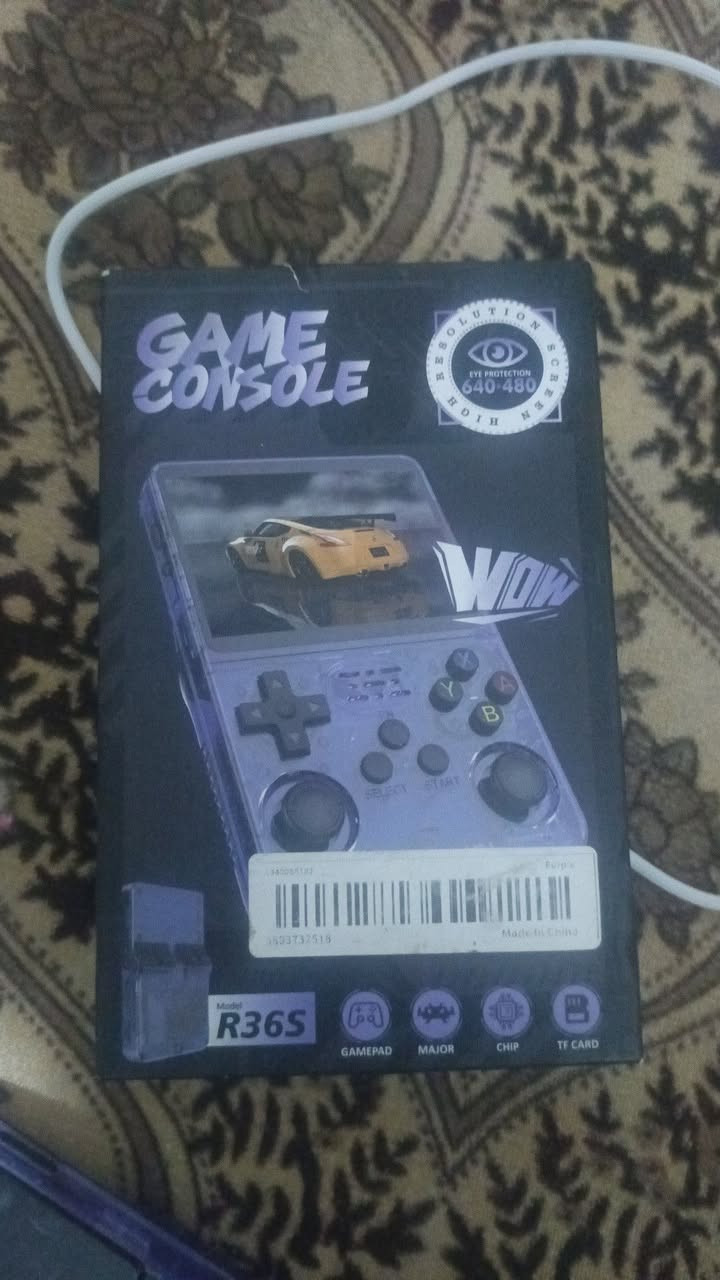 GAME
CONSOLE
HIGH RESOLUTION SCREEN
EYE PROTECTION
640*480
WOW
X
Y
A
B
SELECT
START
Purple
Made In China
Model
R36S
GAMEPAD
MAJOR
CHIP
TF CARD